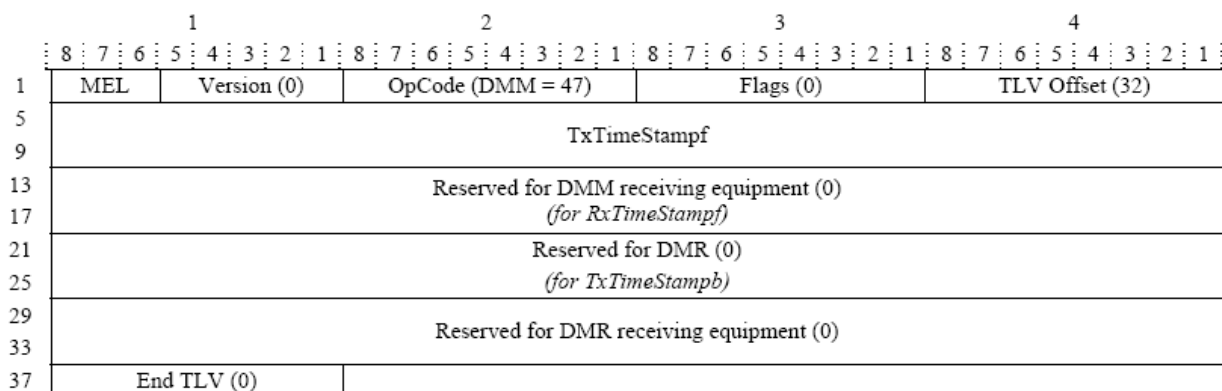 1 2 3 4
8 7 6 5 4 3 2 1 8 7 6 5 4 3 2 1 8 7 6 5 4 3 2 1 8 7 6 5 4 3 2 1
1 MEL Version (0) OpCode (DMM = 47) Flags (0) TLV Offset (32)
5
TxTimeStampf
9
13 Reserved for DMM receiving equipment (0)
17 (for RxTimeStampf)
21 Reserved for DMR (0)
25 (for TxTimeStampb)
29
Reserved for DMR receiving equipment (0)
33
37 End TLV (0)